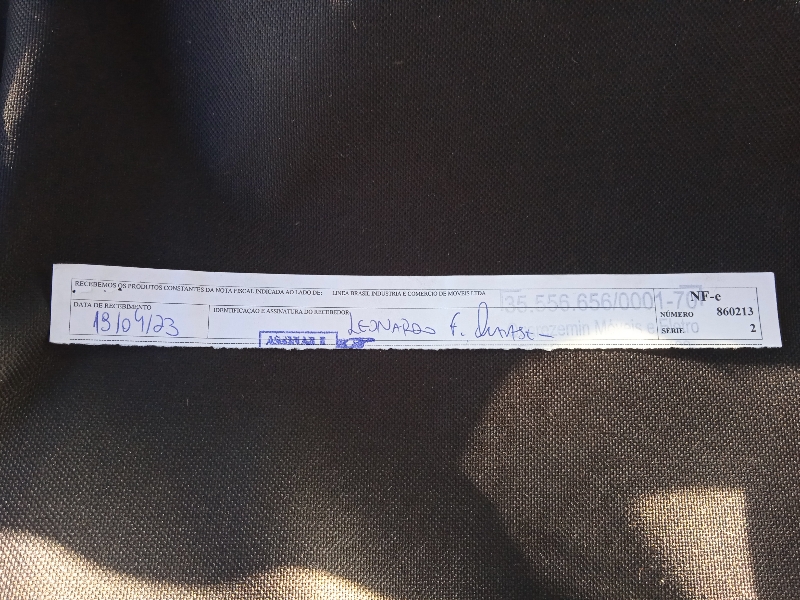 RECEBEMOS OS PRODUTOS CONSTANTES DA NOTA FISCAL INDICADA AO LADO DE: LINEA BRASIL INDUSTRIA E COMERCIO DE MOVEIS LTDA
NF-e
NÚMERO 860213
SÉRIE 2
DATA DE RECEBIMENTO
19/04/23
IDENTIFICAÇÃO E ASSINATURA DO RECEBEDOR
LEONARDO F.
35.556.656/0001-70